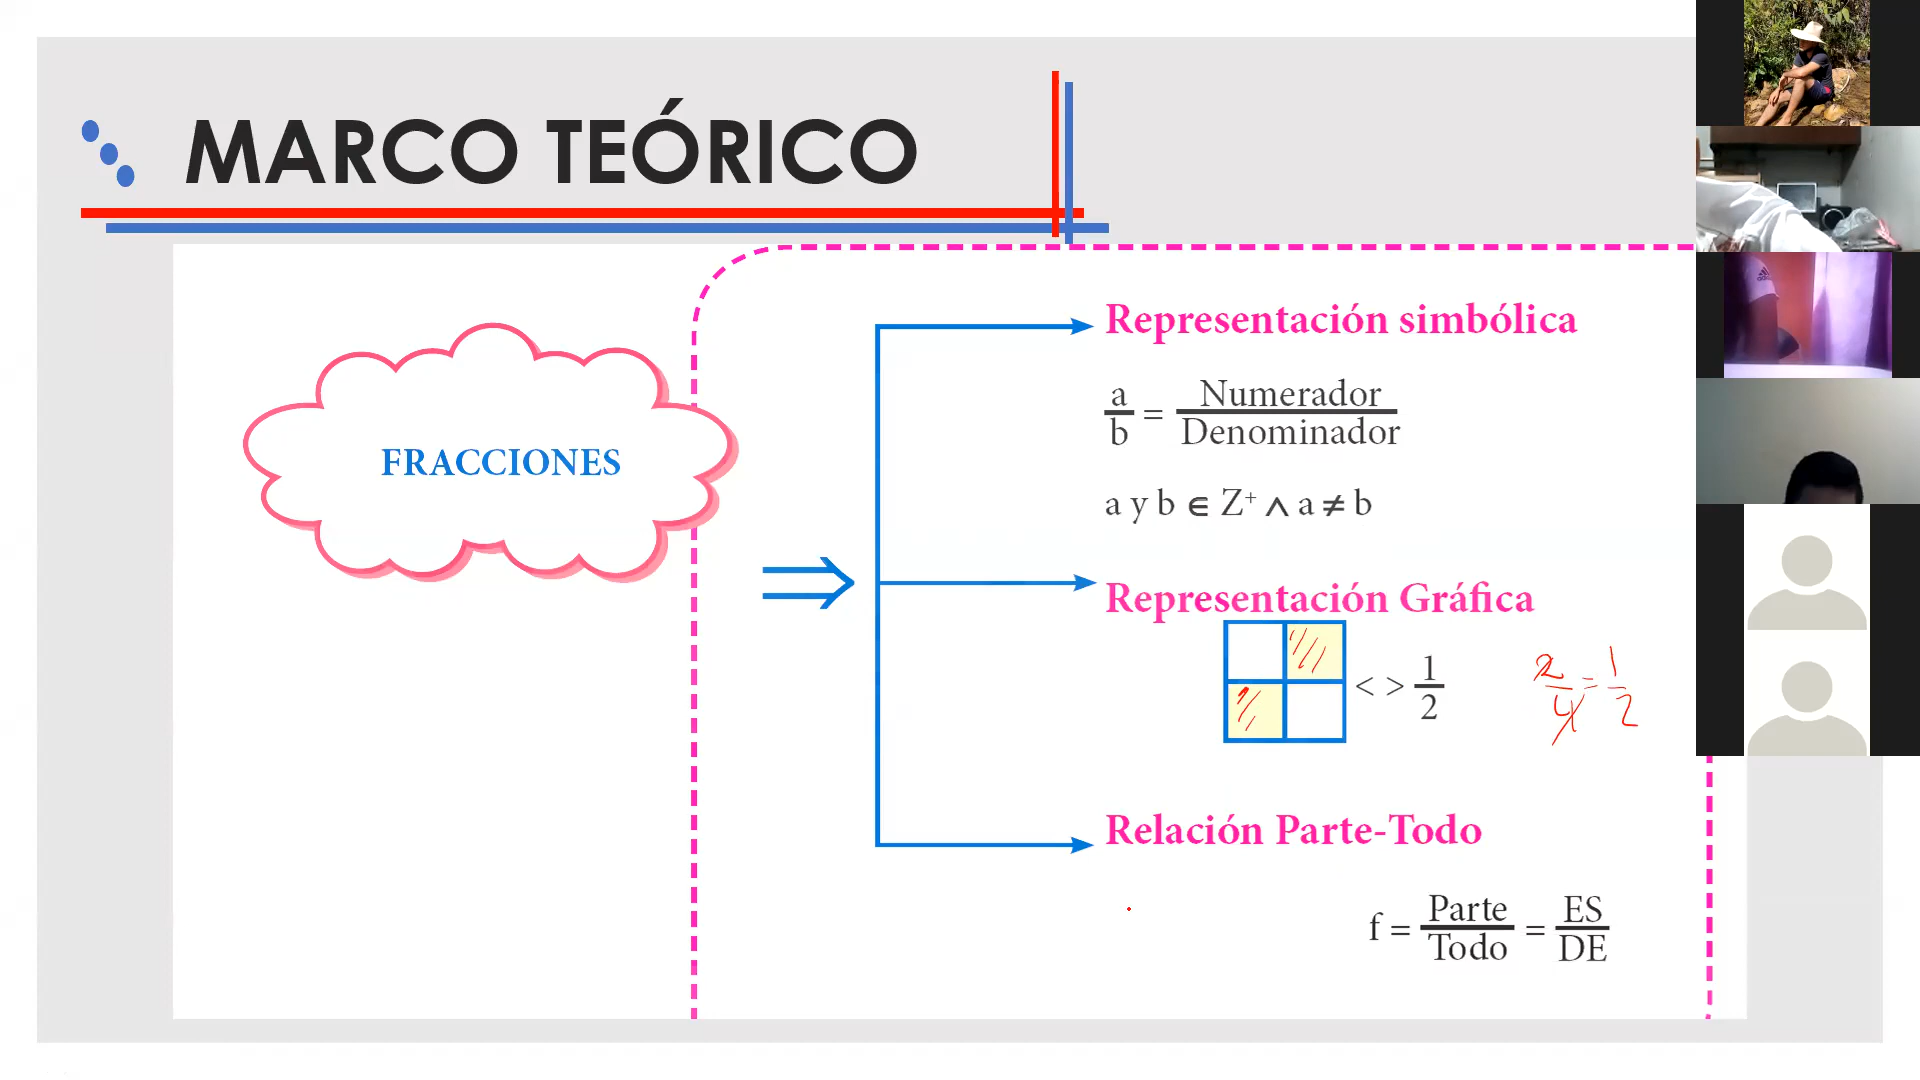 MARCO TEÓRICO
FRACCIONES
Representación simbólica
a/b = Numerador/Denominador
a y b ∈ Z⁺ ∧ a ≠ b
Representación Gráfica
< > 1/2
2/4 = 1/2
Relación Parte-Todo
f = Parte/Todo = ES/DE
adidas